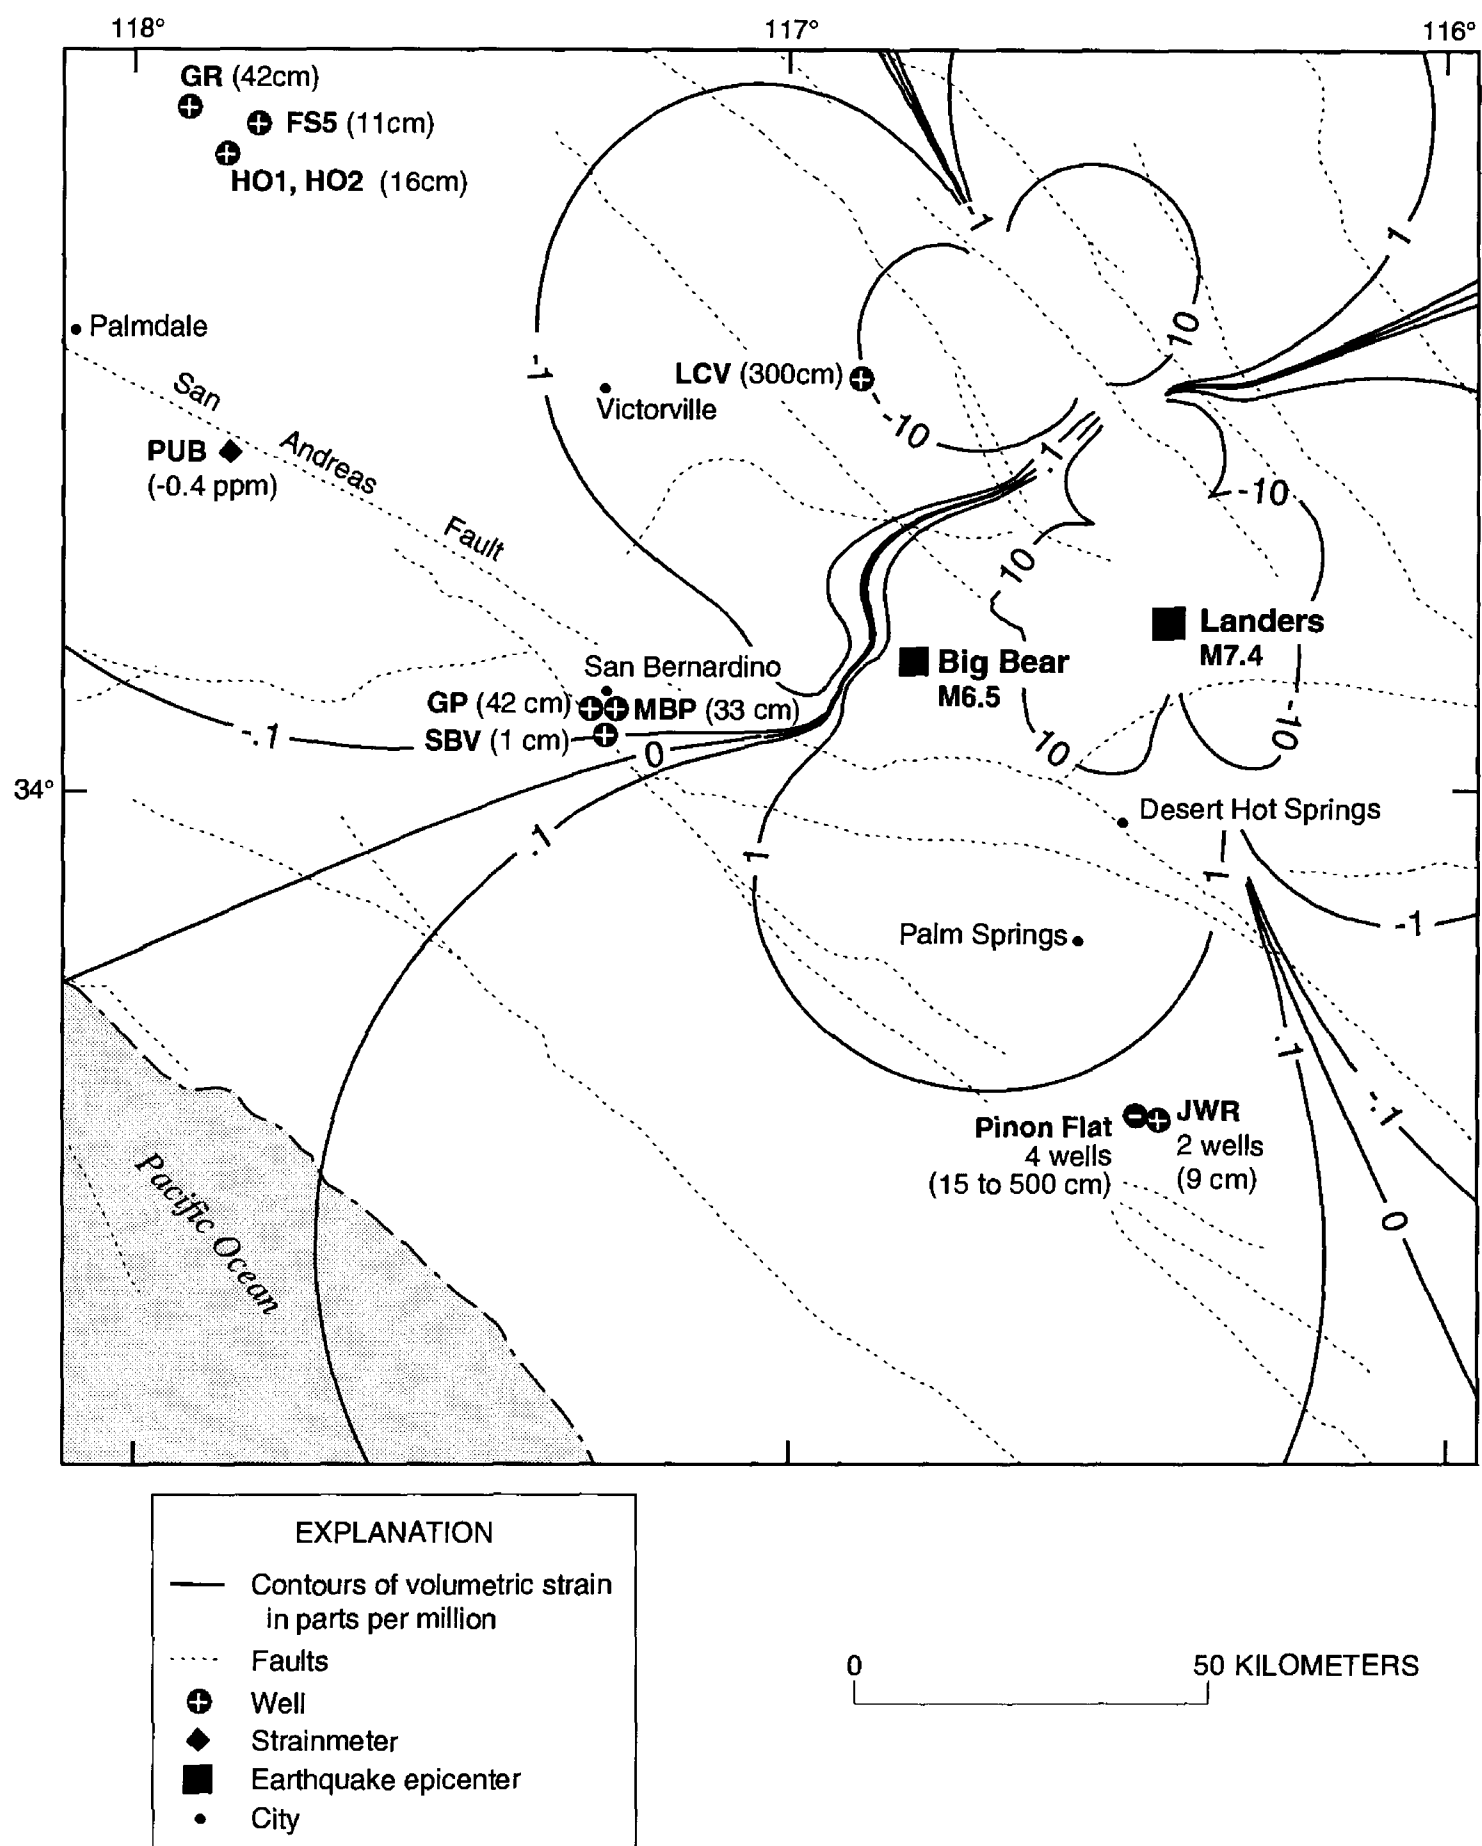 118°
117°
116°
GR (42cm)
FS5 (11cm)
HO1, HO2 (16cm)
-1
1
Palmdale
10
San
Andreas
Fault
-1
LCV (300cm)
Victorville
-10
PUB
(-0.4 ppm)
.1
-10
10
Landers
M7.4
San Bernardino
Big Bear
M6.5
GP (42 cm)
MBP (33 cm)
SBV (1 cm)
-.1
0
10
-10
34°
Desert Hot Springs
.1
1
1
-1
Palm Springs
.1
-.1
Pinon Flat
4 wells
(15 to 500 cm)
JWR
2 wells
(9 cm)
0
Pacific Ocean
EXPLANATION
Contours of volumetric strain
in parts per million
Faults
Well
Strainmeter
Earthquake epicenter
City
0
50 KILOMETERS